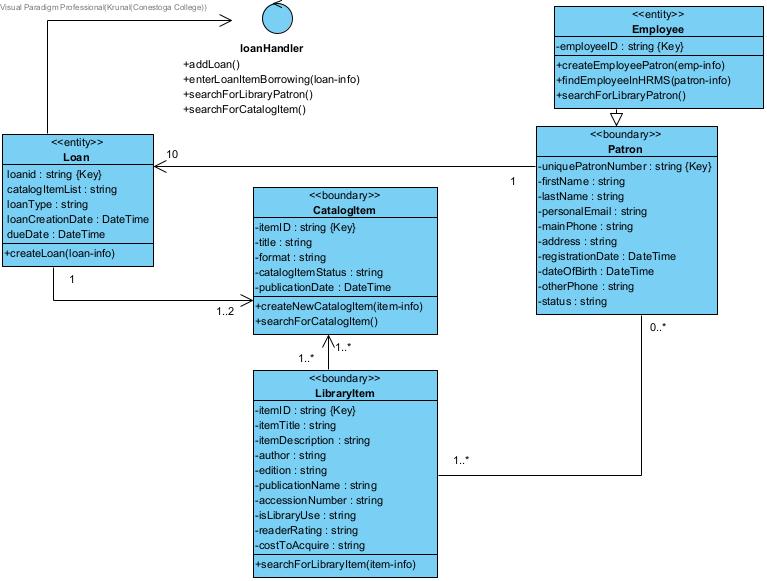 Visual Paradigm Professional(Krunal(Conestoga College))
loanHandler
+addLoan()
+enterLoanItemBorrowing(loan-info)
+searchForLibraryPatron()
+searchForCatalogItem()
<<entity>>
Employee
-employeeID : string {Key}
+createEmployeePatron(emp-info)
+findEmployeeInHRMS(patron-info)
+searchForLibraryPatron()
<<entity>>
Loan
loanid : string {Key}
catalogItemList : string
loanType : string
loanCreationDate : DateTime
dueDate : DateTime
+createLoan(loan-info)
10
1
<<boundary>>
Patron
-uniquePatronNumber : string {Key}
-firstName : string
-lastName : string
-personalEmail : string
-mainPhone : string
-address : string
-registrationDate : DateTime
-dateOfBirth : DateTime
-otherPhone : string
-status : string
<<boundary>>
CatalogItem
-itemID : string {Key}
-title : string
-format : string
-catalogItemStatus : string
-publicationDate : DateTime
+createNewCatalogItem(item-info)
+searchForCatalogItem()
1
1..2
0..*
1..*
1..*
<<boundary>>
LibraryItem
-itemID : string {Key}
-itemTitle : string
-itemDescription : string
-author : string
-edition : string
-publicationName : string
-accessionNumber : string
-isLibraryUse : string
-readerRating : string
-costToAcquire : string
+searchForLibraryItem(item-info)
1..*